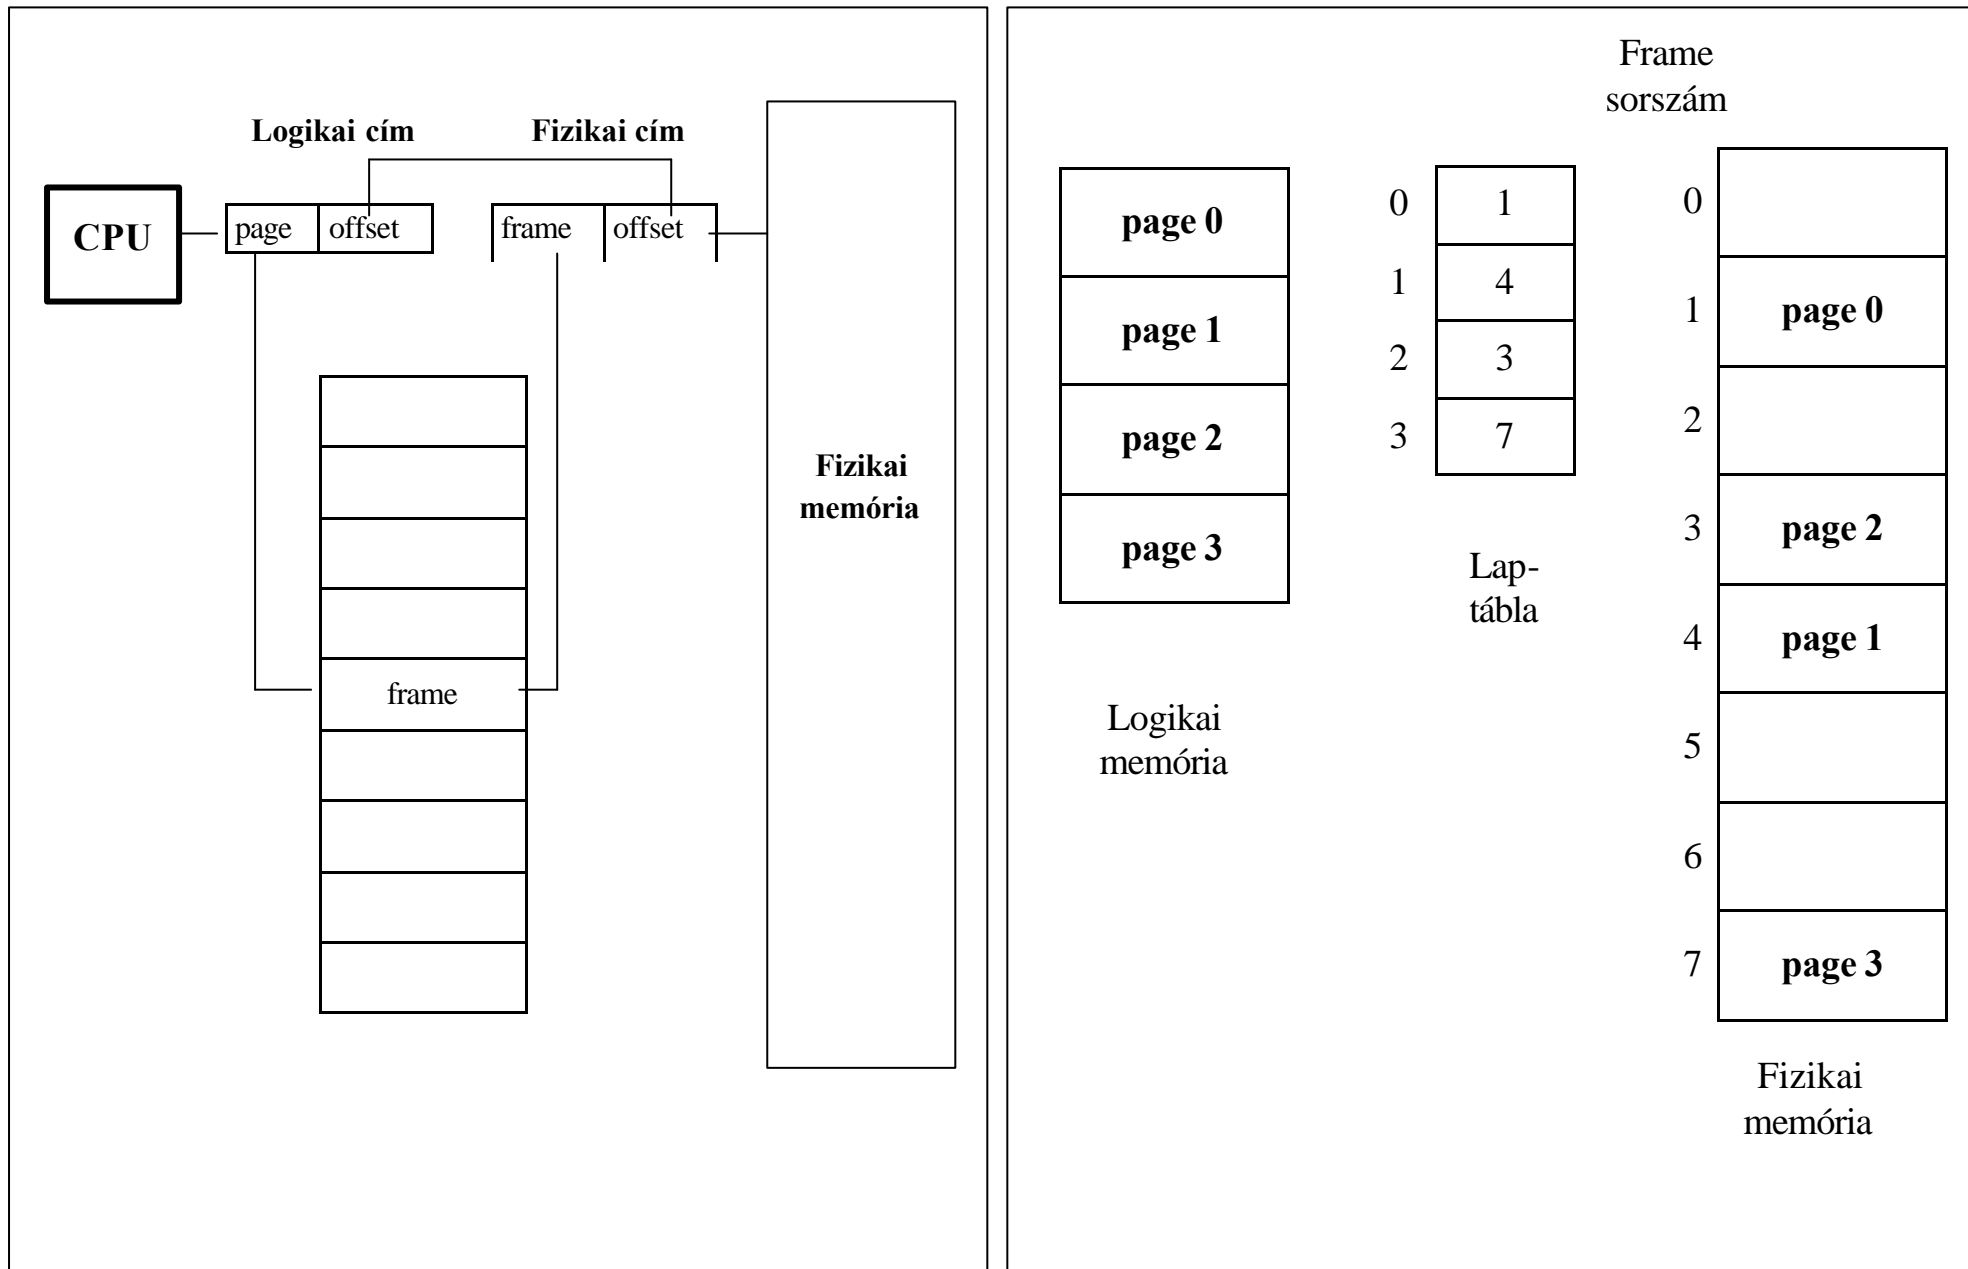 Logikai cím
Fizikai cím
CPU
page
offset
frame
offset
frame
Fizikai
memória
Frame
sorszám
page 0
page 1
page 2
page 3
Logikai
memória
0
1
1
4
2
3
3
7
Lap-
tábla
0
1
page 0
2
3
page 2
4
page 1
5
6
7
page 3
Fizikai
memória